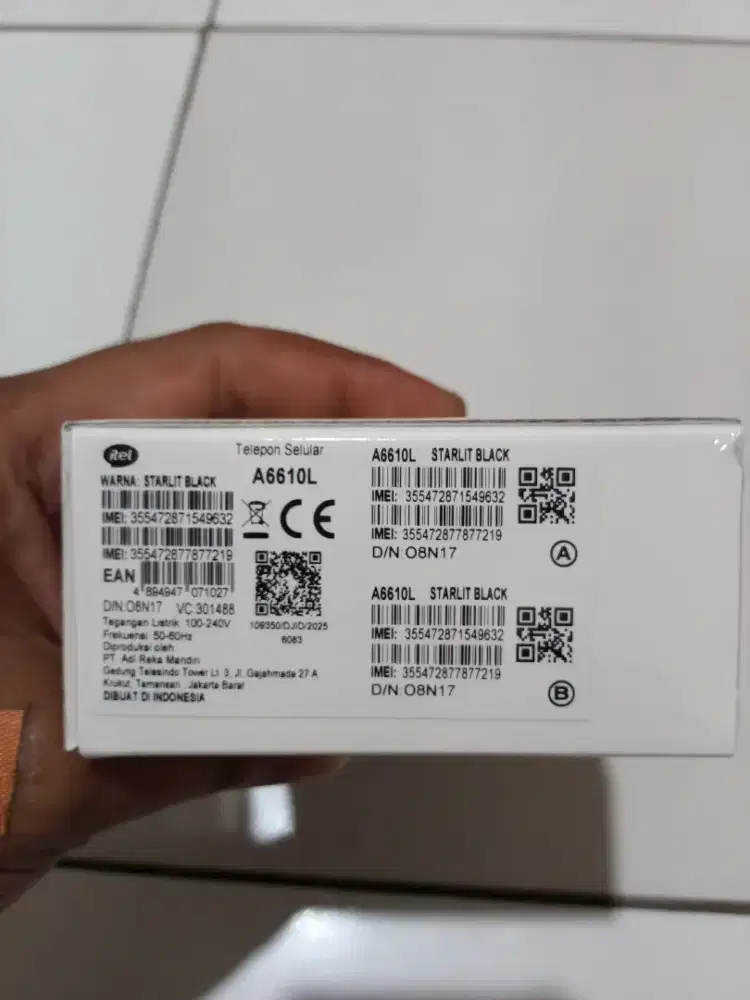 itel
Telepon Selular
A6610L
WARNA: STARLIT BLACK
IMEI: 355472871549632
IMEI: 355472877877219
EAN
4 894947 071027
D/N:O8N17 VC 301488
Tegangan Listrik 100-240V
Frekuensi 50-60Hz
Diproduksi oleh
PT. Adi Reka Mandiri
Gedung Telesindo Tower Lt. 3, Jl. Gajahmada 27 A
Krukut, Tamansari, Jakarta Barat
DIBUAT DI INDONESIA
CE
109350/DJID/2025
6083
A6610L STARLIT BLACK
IMEI: 355472871549632
IMEI: 355472877877219
D/N:O8N17
A
A6610L STARLIT BLACK
IMEI: 355472871549632
IMEI: 355472877877219
D/N:O8N17
B